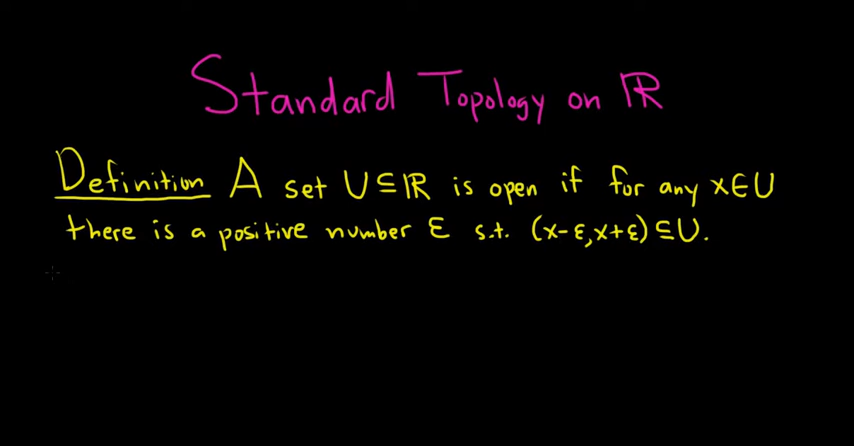 Standard Topology on ℝ
Definition A set U⊆ℝ is open if for any x∈U
there is a positive number ε s.t. (x-ε,x+ε)⊆U.